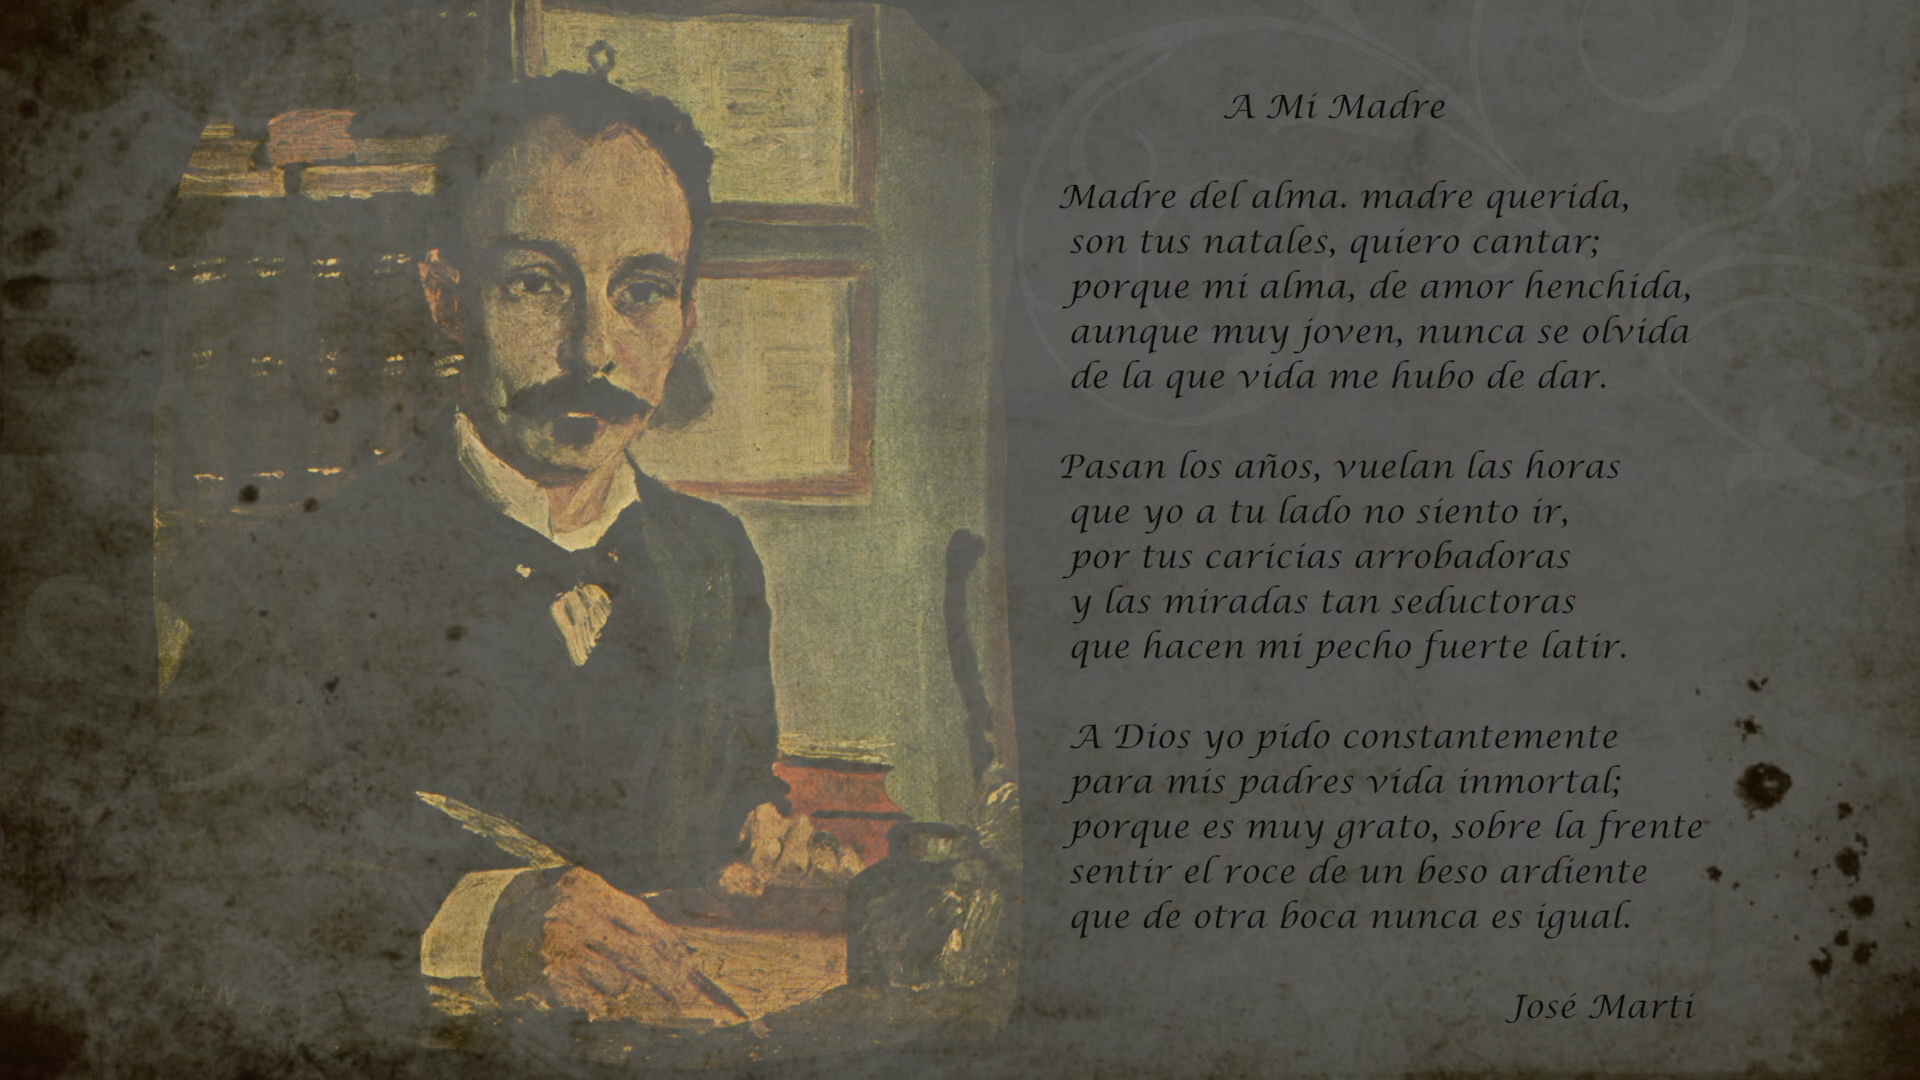 A Mi Madre
Madre del alma. madre querida,
son tus natales, quiero cantar;
porque mi alma, de amor henchida,
aunque muy joven, nunca se olvida
de la que vida me hubo de dar.
Pasan los años, vuelan las horas
que yo a tu lado no siento ir,
por tus caricias arrobadoras
y las miradas tan seductoras
que hacen mi pecho fuerte latir.
A Dios yo pido constantemente
para mis padres vida inmortal;
porque es muy grato, sobre la frente
sentir el roce de un beso ardiente
que de otra boca nunca es igual.
José Martí